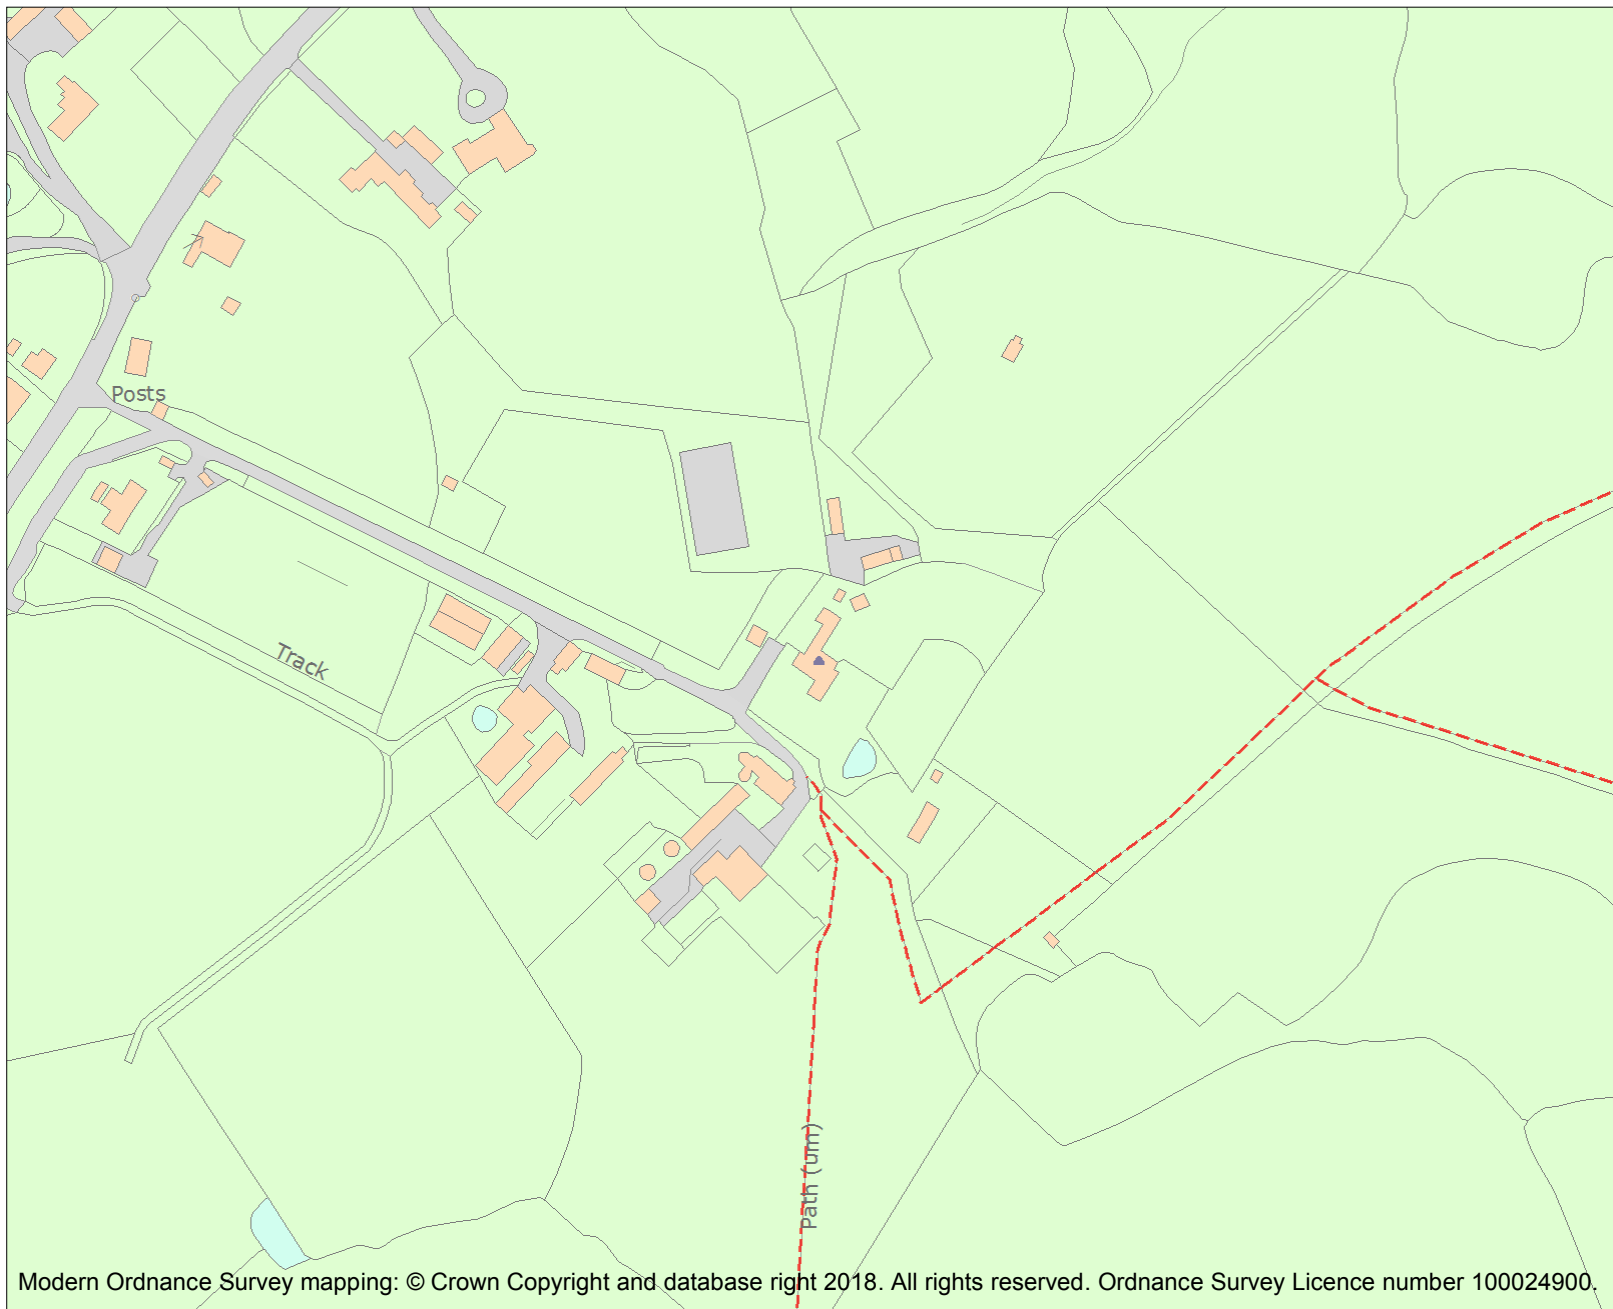 Posts
Track
Path (um)
Modern Ordnance Survey mapping: © Crown Copyright and database right 2018. All rights reserved. Ordnance Survey Licence number 100024900.